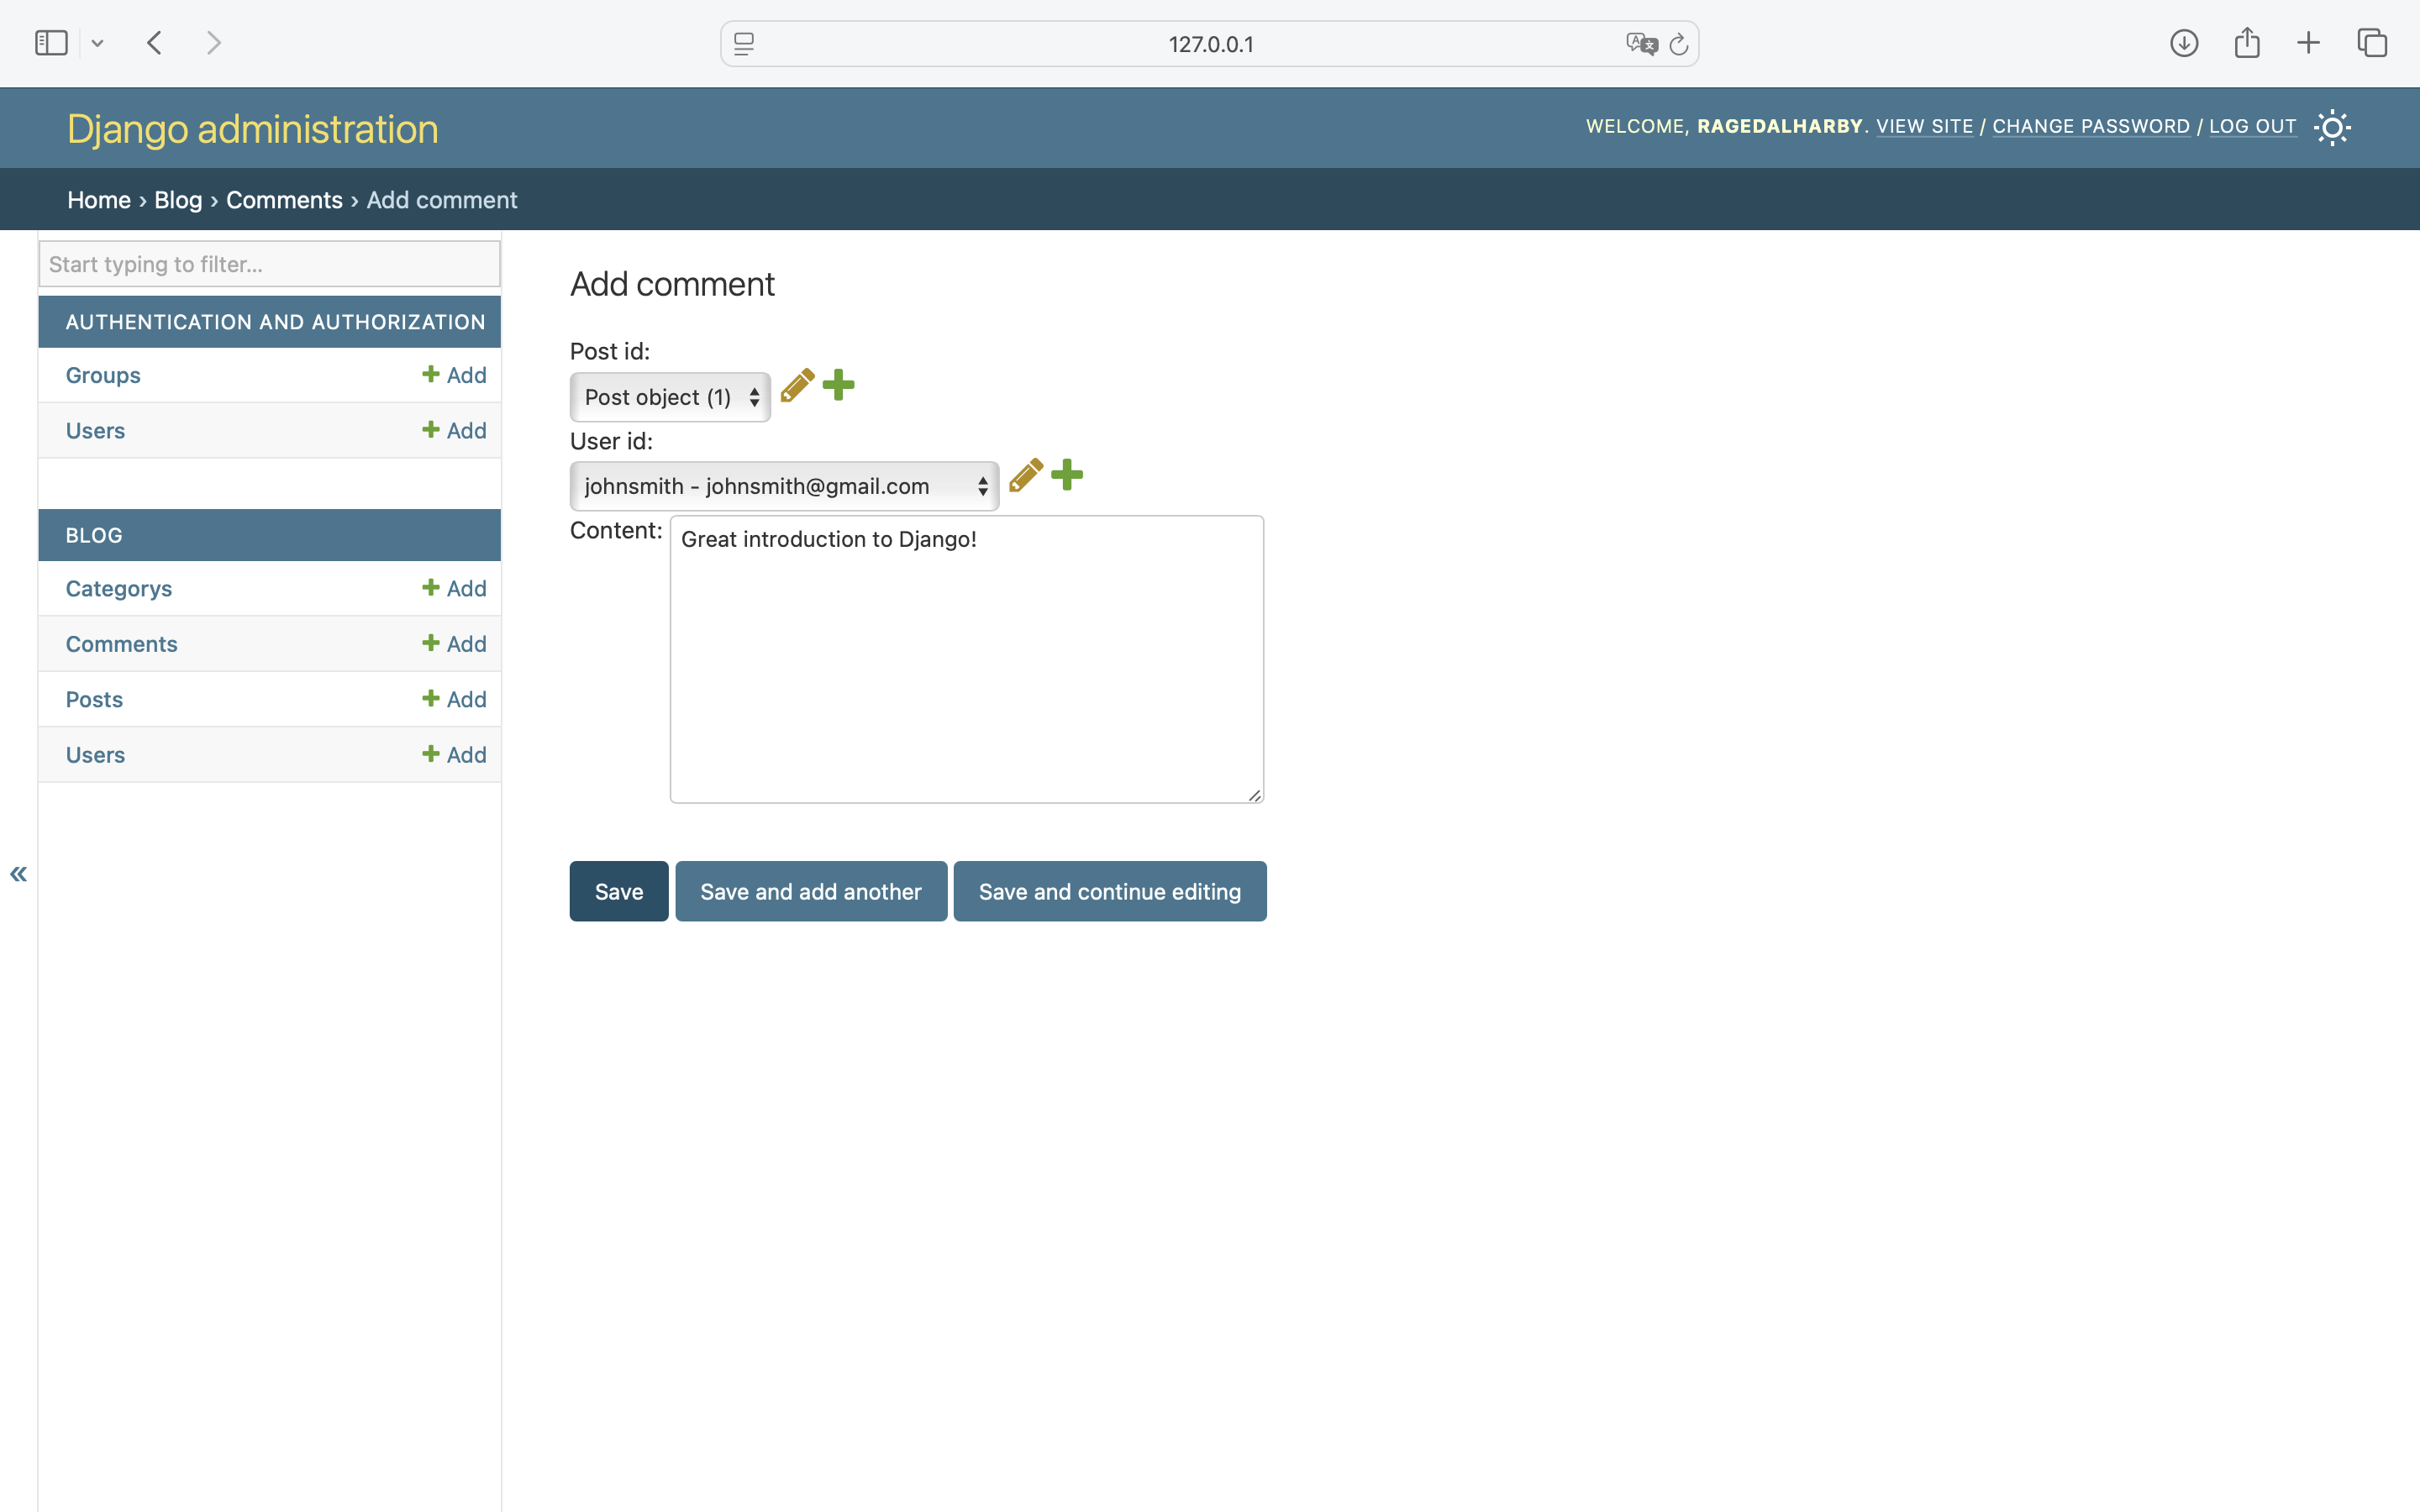 127.0.0.1
Django administration
WELCOME, RAGEDALHARBY. VIEW SITE / CHANGE PASSWORD / LOG OUT
Home › Blog › Comments › Add comment
Start typing to filter...
AUTHENTICATION AND AUTHORIZATION
Groups + Add
Users + Add
BLOG
Categorys + Add
Comments + Add
Posts + Add
Users + Add
«
Add comment
Post id:
Post object (1)
User id:
johnsmith - johnsmith@gmail.com
Content:
Great introduction to Django!
Save
Save and add another
Save and continue editing